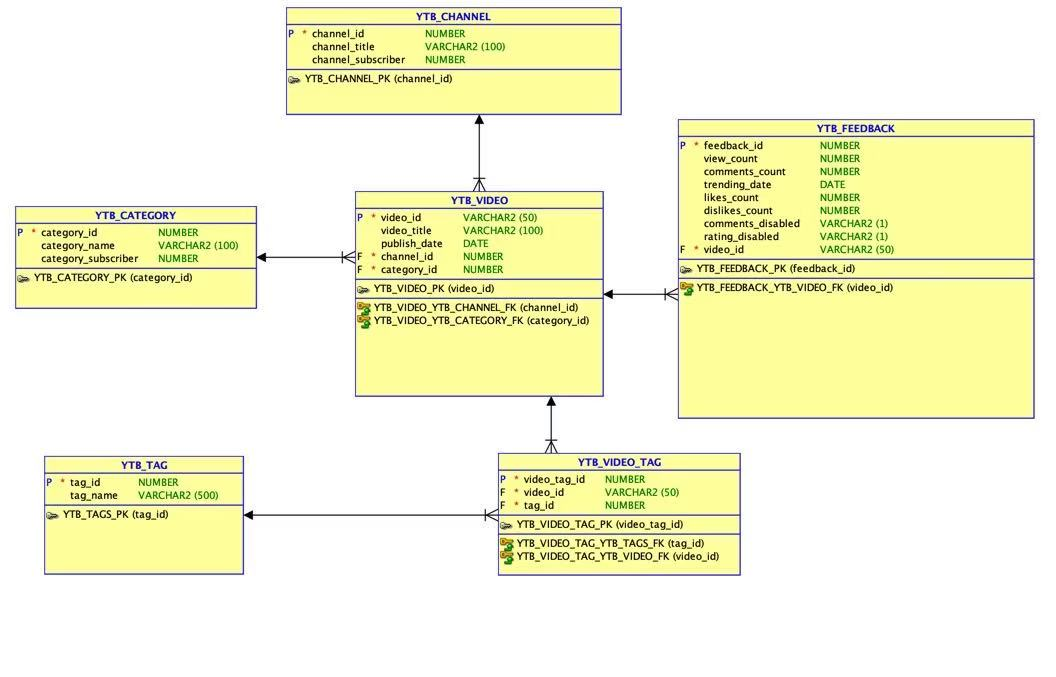 YTB_CHANNEL
P * channel_id NUMBER
channel_title VARCHAR2 (100)
channel_subscriber NUMBER
YTB_CHANNEL_PK (channel_id)
YTB_FEEDBACK
P * feedback_id NUMBER
view_count NUMBER
comments_count NUMBER
trending_date DATE
likes_count NUMBER
dislikes_count NUMBER
comments_disabled VARCHAR2 (1)
rating_disabled VARCHAR2 (1)
F * video_id VARCHAR2 (50)
YTB_FEEDBACK_PK (feedback_id)
YTB_FEEDBACK_YTB_VIDEO_FK (video_id)
YTB_VIDEO
P * video_id VARCHAR2 (50)
video_title VARCHAR2 (100)
publish_date DATE
F * channel_id NUMBER
F * category_id NUMBER
YTB_VIDEO_PK (video_id)
YTB_VIDEO_YTB_CHANNEL_FK (channel_id)
YTB_VIDEO_YTB_CATEGORY_FK (category_id)
YTB_CATEGORY
P * category_id NUMBER
category_name VARCHAR2 (100)
category_subscriber NUMBER
YTB_CATEGORY_PK (category_id)
YTB_TAG
P * tag_id NUMBER
tag_name VARCHAR2 (500)
YTB_TAGS_PK (tag_id)
YTB_VIDEO_TAG
P * video_tag_id NUMBER
F * video_id VARCHAR2 (50)
F * tag_id NUMBER
YTB_VIDEO_TAG_PK (video_tag_id)
YTB_VIDEO_TAG_YTB_TAGS_FK (tag_id)
YTB_VIDEO_TAG_YTB_VIDEO_FK (video_id)